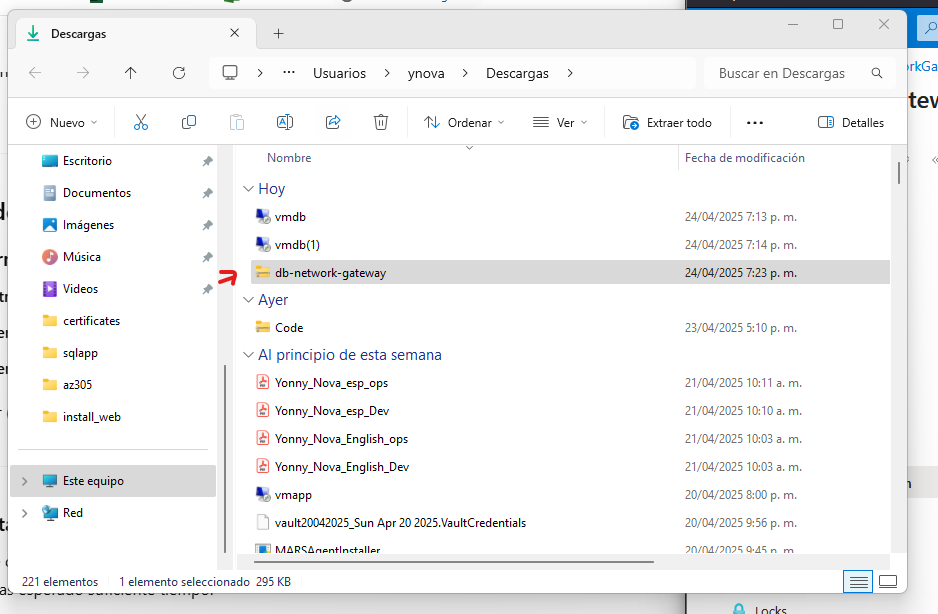 Descargas
Usuarios
ynova
Descargas
Buscar en Descargas
Nuevo
Ordenar
Ver
Extraer todo
Detalles
Escritorio
Documentos
Imágenes
Música
Videos
certificates
sqlapp
az305
install_web
Este equipo
Red
Nombre Fecha de modificación
Hoy
vmdb 24/04/2025 7:13 p. m.
vmdb(1) 24/04/2025 7:14 p. m.
db-network-gateway 24/04/2025 7:23 p. m.
Ayer
Code 23/04/2025 5:10 p. m.
Al principio de esta semana
Yonny_Nova_esp_ops 21/04/2025 10:11 a. m.
Yonny_Nova_esp_Dev 21/04/2025 10:10 a. m.
Yonny_Nova_English_ops 21/04/2025 10:03 a. m.
Yonny_Nova_English_Dev 21/04/2025 10:03 a. m.
vmapp 20/04/2025 8:00 p. m.
vault20042025_Sun Apr 20 2025.VaultCredentials 20/04/2025 9:56 p. m.
MARSAgentInstaller 20/04/2025 9:45 p. m.
221 elementos 1 elemento seleccionado 295 KB
Locks